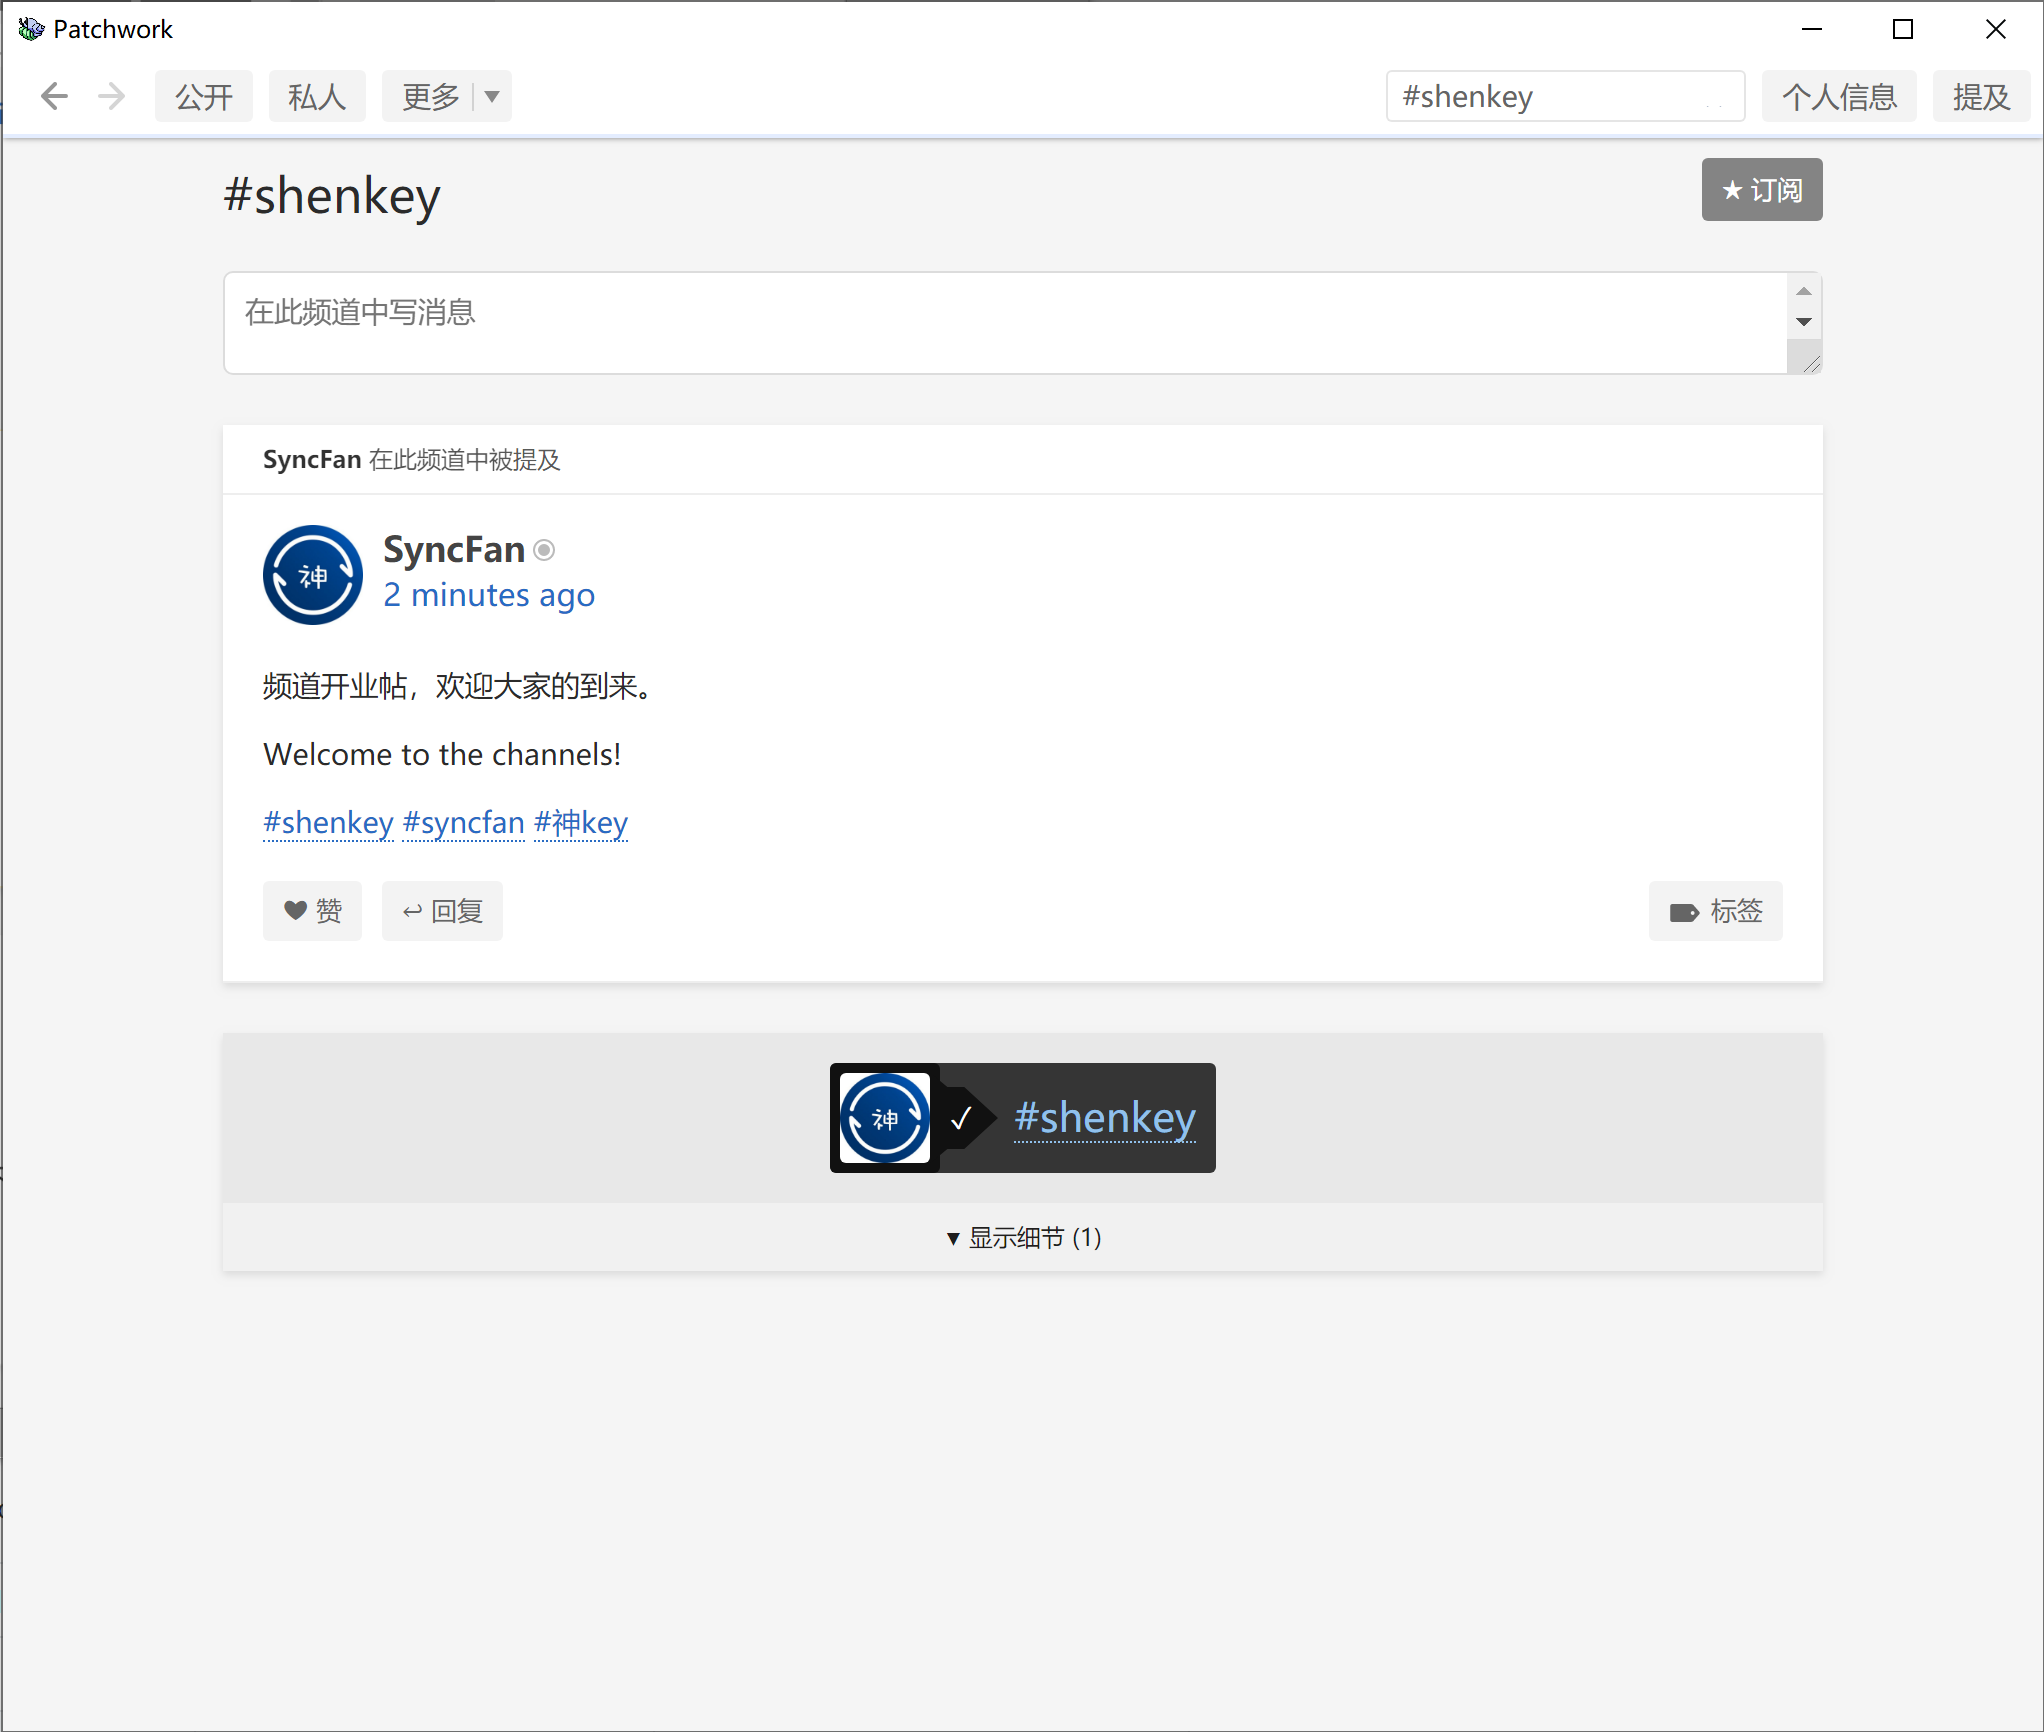 Patchwork
公开 私人 更多 ▼ #shenkey 个人信息 提及
#shenkey
★ 订阅
在此频道中写消息
SyncFan 在此频道中被提及
神
SyncFan
2 minutes ago
频道开业帖，欢迎大家的到来。
Welcome to the channels!
#shenkey #syncfan #神key
赞 回复 标签
神 ✓ #shenkey
▼ 显示细节 (1)